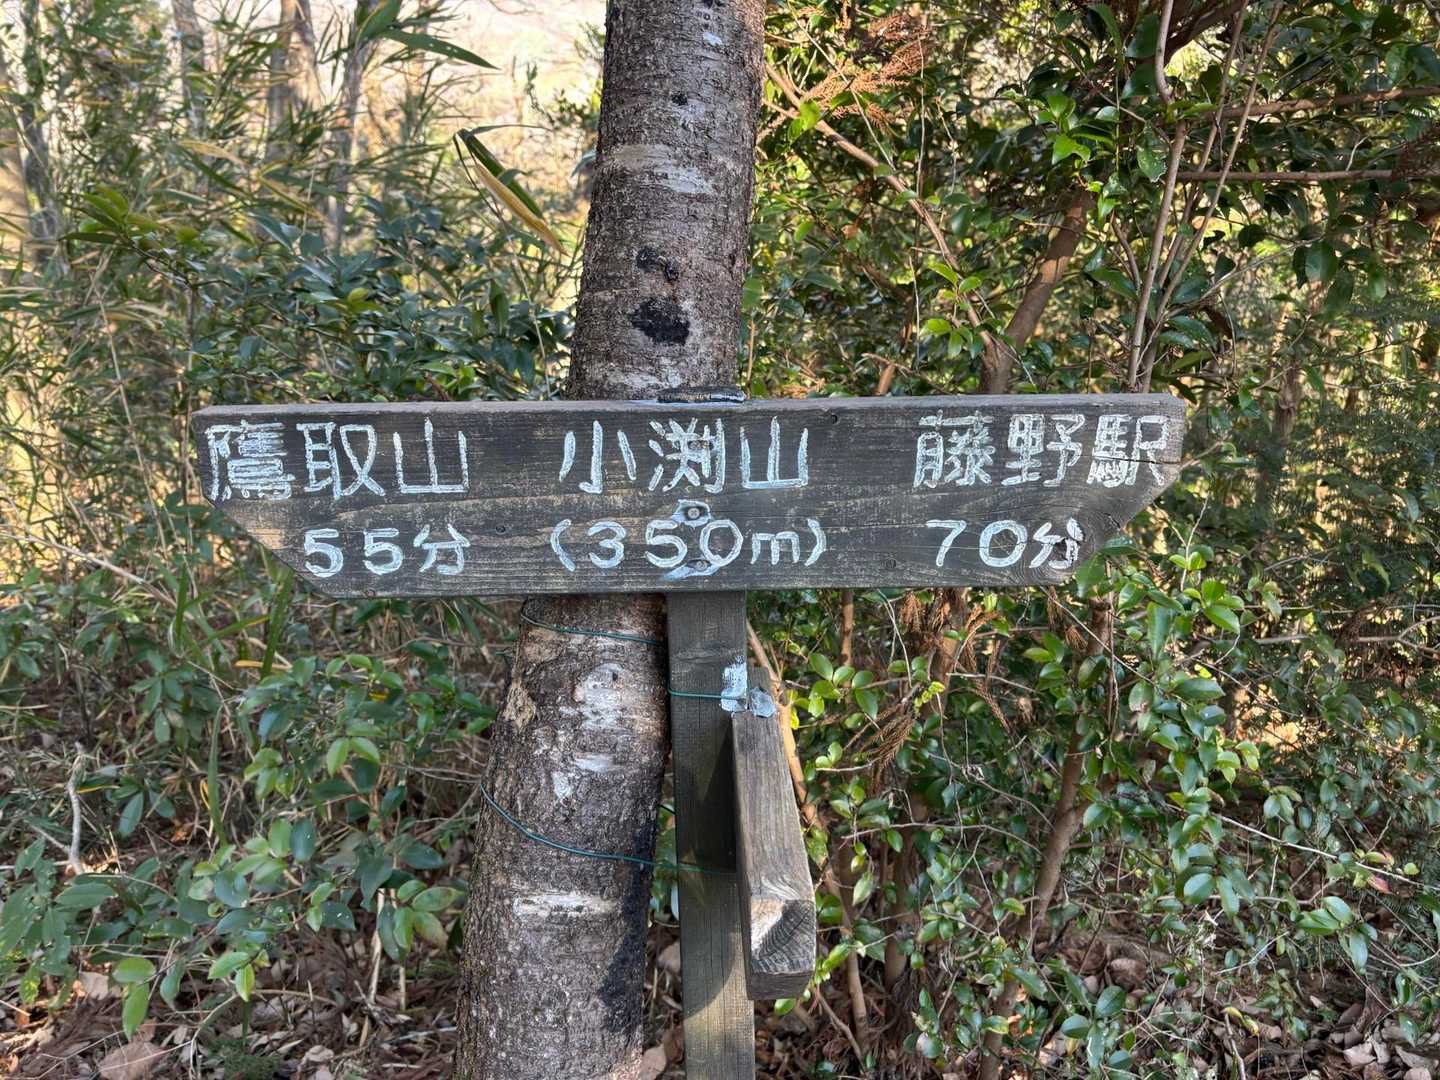 鷹取山 小渕山 藤野駅
55分 (350m) 70分